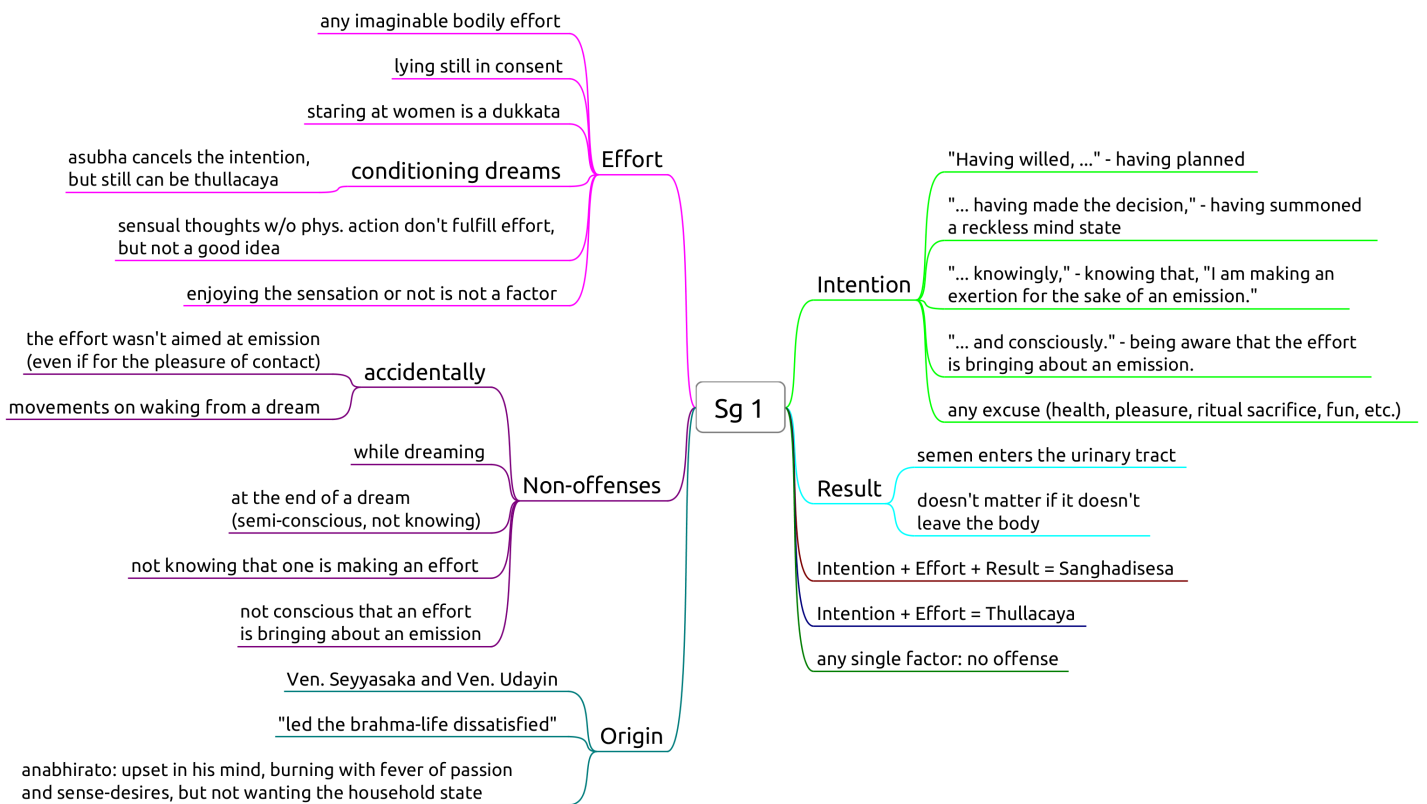 any imaginable bodily effort
lying still in consent
staring at women is a dukkata
Effort
asubha cancels the intention,
but still can be thullacaya
conditioning dreams
sensual thoughts w/o phys. action don't fulfill effort,
but not a good idea
enjoying the sensation or not is not a factor
the effort wasn't aimed at emission
(even if for the pleasure of contact)
accidentally
movements on waking from a dream
while dreaming
Non-offenses
at the end of a dream
(semi-conscious, not knowing)
not knowing that one is making an effort
not conscious that an effort
is bringing about an emission
Ven. Seyyasaka and Ven. Udayin
"led the brahma-life dissatisfied"
Origin
anabhirato: upset in his mind, burning with fever of passion
and sense-desires, but not wanting the household state
Sg 1
"Having willed, ..." - having planned
"... having made the decision," - having summoned
a reckless mind state
Intention
"... knowingly," - knowing that, "I am making an
exertion for the sake of an emission."
"... and consciously." - being aware that the effort
is bringing about an emission.
any excuse (health, pleasure, ritual sacrifice, fun, etc.)
semen enters the urinary tract
Result
doesn't matter if it doesn't
leave the body
Intention + Effort + Result = Sanghadisesa
Intention + Effort = Thullacaya
any single factor: no offense